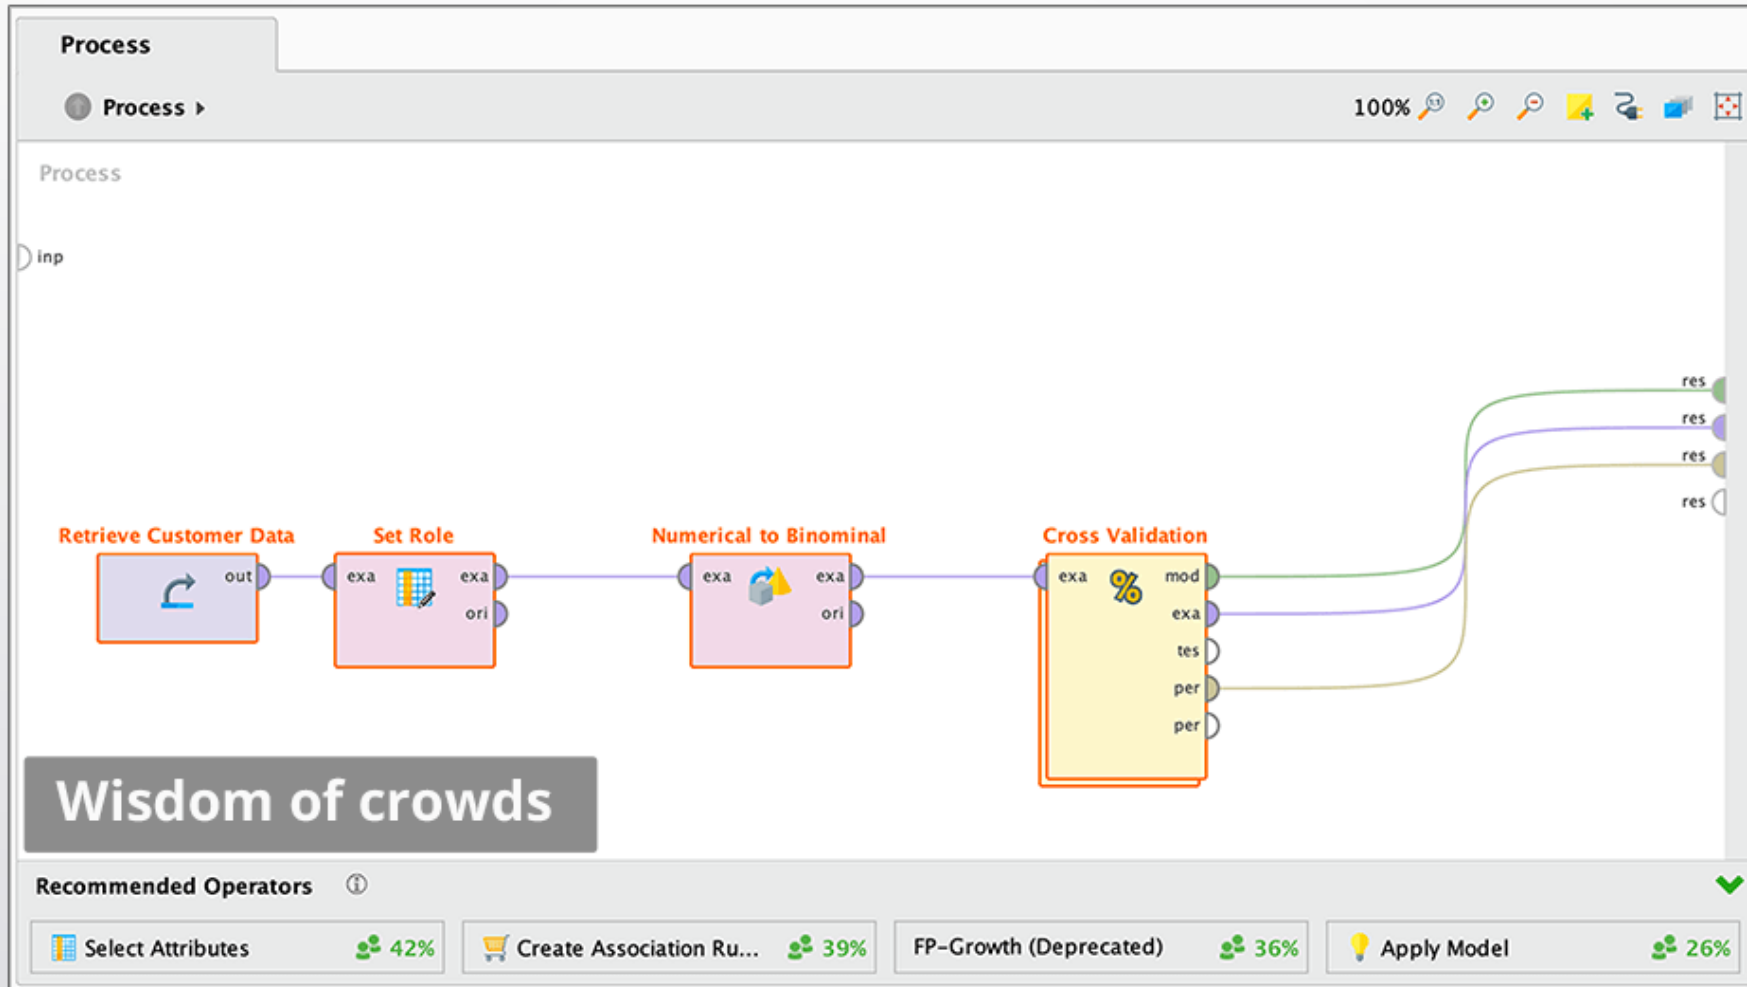 Process
Process
100%
Process
inp
res
res
res
res
Retrieve Customer Data
out
Set Role
exa exa
ori
Numerical to Binominal
exa exa
ori
Cross Validation
exa mod
exa
tes
per
per
Wisdom of crowds
Recommended Operators
Select Attributes 42%
Create Association Ru... 39%
FP-Growth (Deprecated) 36%
Apply Model 26%